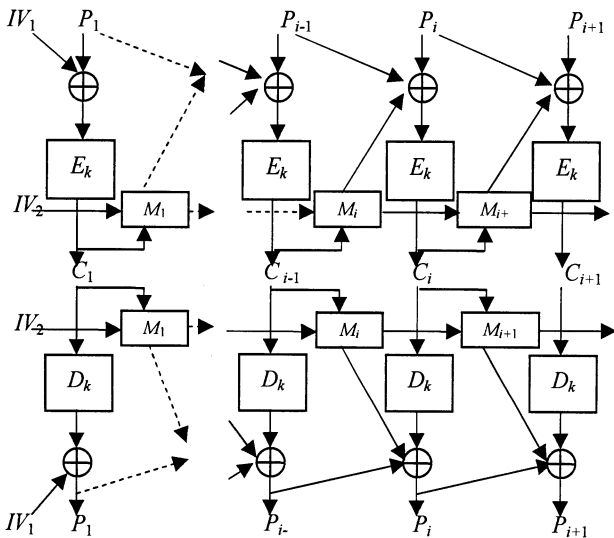 IV₁ P₁ Pᵢ₋₁ Pᵢ Pᵢ₊₁
Eₖ Eₖ Eₖ Eₖ
IV₂ M₁ Mᵢ Mᵢ₊
C₁ Cᵢ₋₁ Cᵢ Cᵢ₊₁
IV₂ M₁ Mᵢ Mᵢ₊₁
Dₖ Dₖ Dₖ Dₖ
IV₁ P₁ Pᵢ₋ Pᵢ Pᵢ₊₁